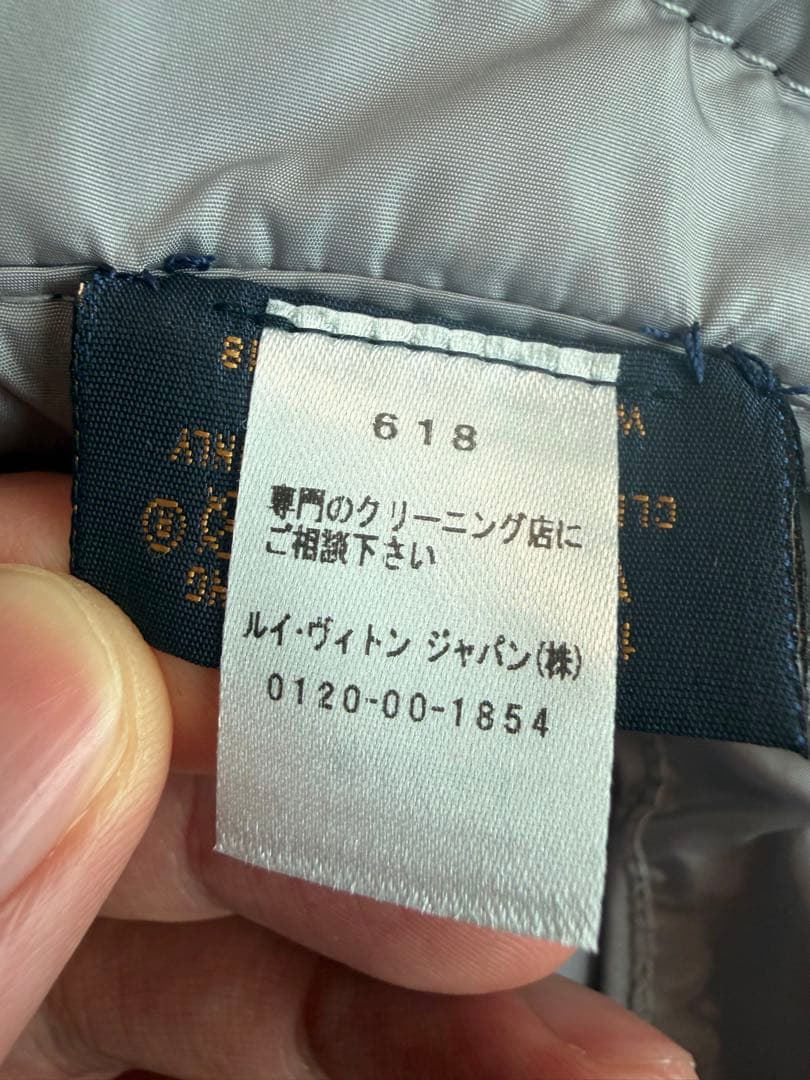 618
専門のクリーニング店に
ご相談下さい
ルイ・ヴィトン ジャパン(株)
0120-00-1854